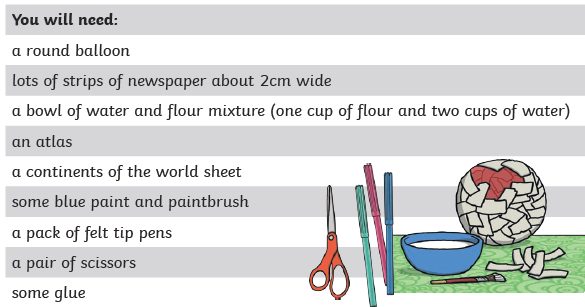 You will need:
a round balloon
lots of strips of newspaper about 2cm wide
a bowl of water and flour mixture (one cup of flour and two cups of water)
an atlas
a continents of the world sheet
some blue paint and paintbrush
a pack of felt tip pens
a pair of scissors
some glue